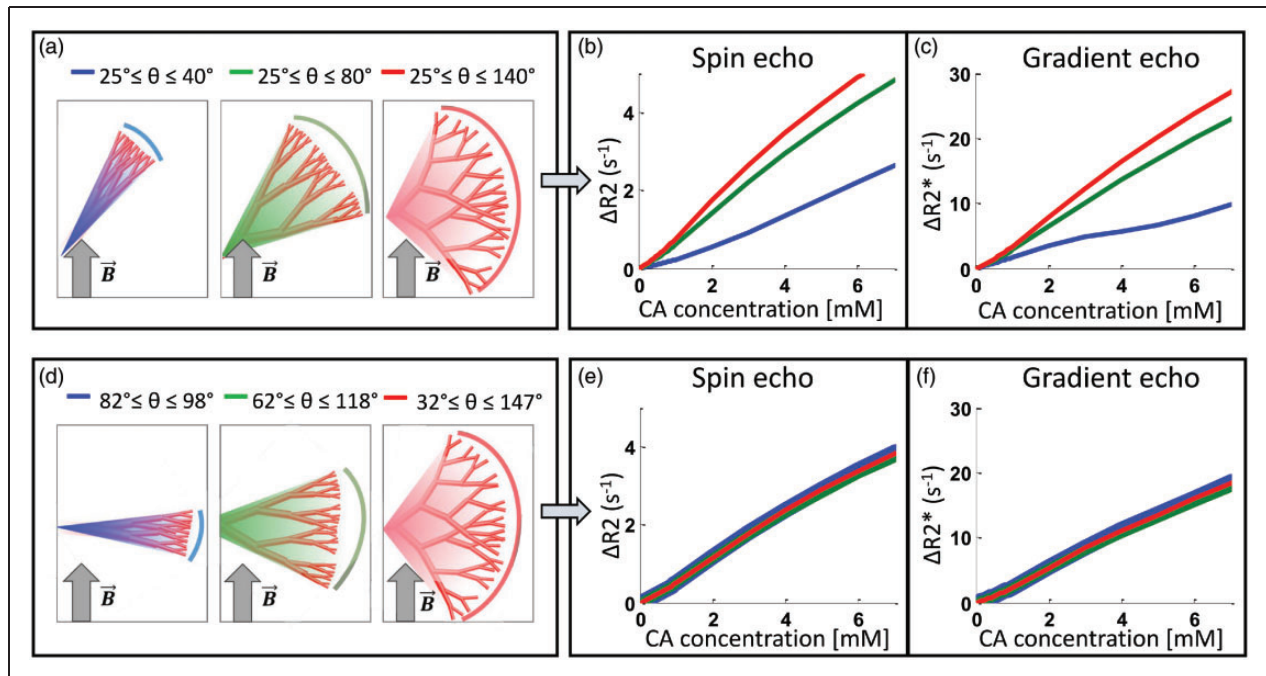 (a)
25°≤ θ ≤ 40° 25°≤ θ ≤ 80° 25°≤ θ ≤ 140°
B B B
(b)
Spin echo
ΔR2 (s-1)
4
2
0
0 2 4 6
CA concentration [mM]
(c)
Gradient echo
ΔR2* (s-1)
30
20
10
0
0 2 4 6
CA concentration [mM]
(d)
82°≤ θ ≤ 98° 62°≤ θ ≤ 118° 32°≤ θ ≤ 147°
B B B
(e)
Spin echo
ΔR2 (s-1)
4
2
0
0 2 4 6
CA concentration [mM]
(f)
Gradient echo
ΔR2* (s-1)
30
20
10
0
0 2 4 6
CA concentration [mM]